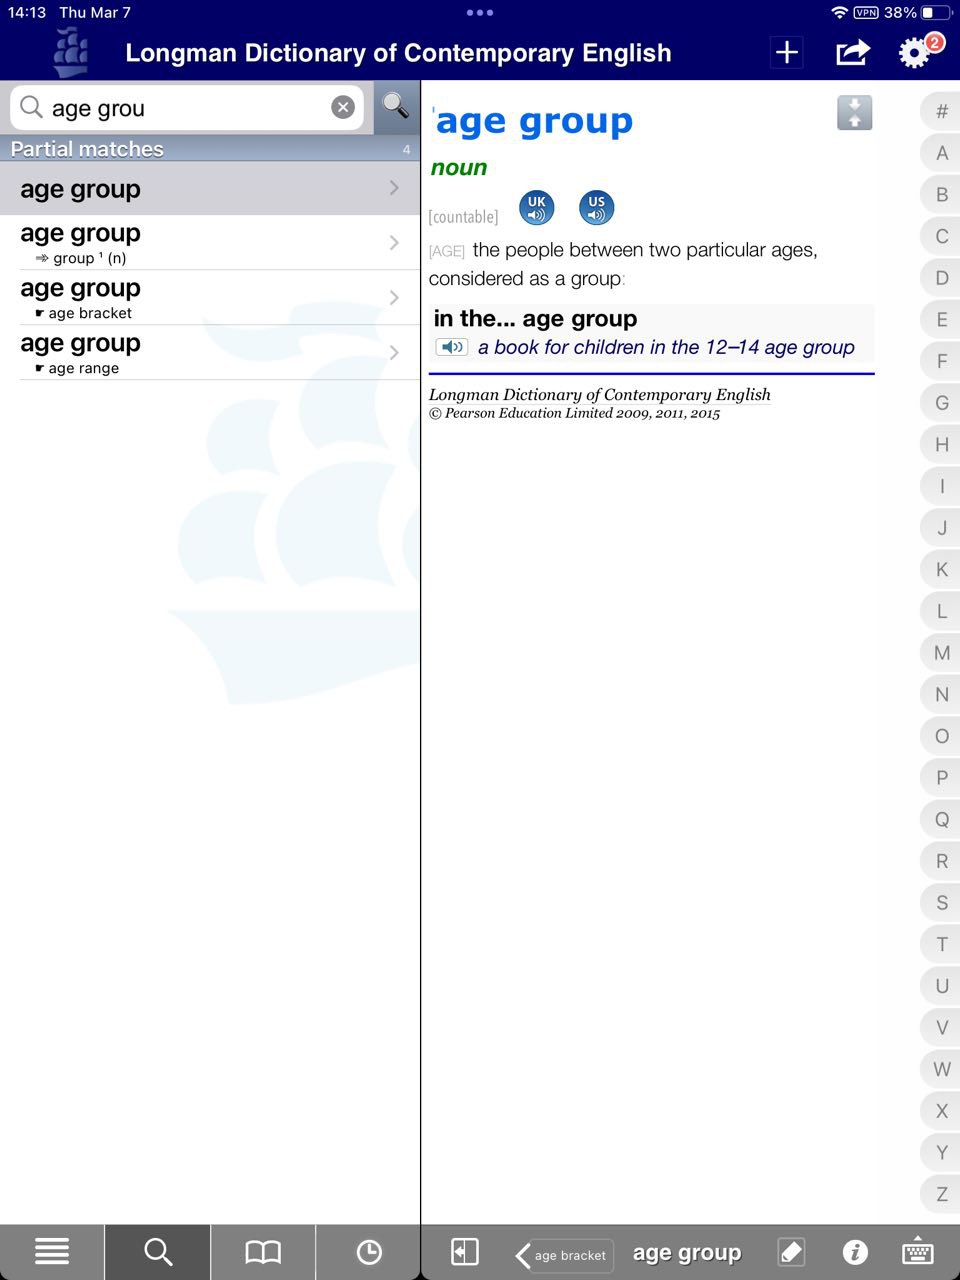 14:13 Thu Mar 7
VPN 38%
Longman Dictionary of Contemporary English
2
age grou
Partial matches 4
age group
age group
⇒ group ¹ (n)
age group
☛ age bracket
age group
☛ age range
ˈage group
noun
[countable] UK US
[AGE] the people between two particular ages,
considered as a group:
in the... age group
a book for children in the 12–14 age group
Longman Dictionary of Contemporary English
© Pearson Education Limited 2009, 2011, 2015
#
A
B
C
D
E
F
G
H
I
J
K
L
M
N
O
P
Q
R
S
T
U
V
W
X
Y
Z
age bracket
age group